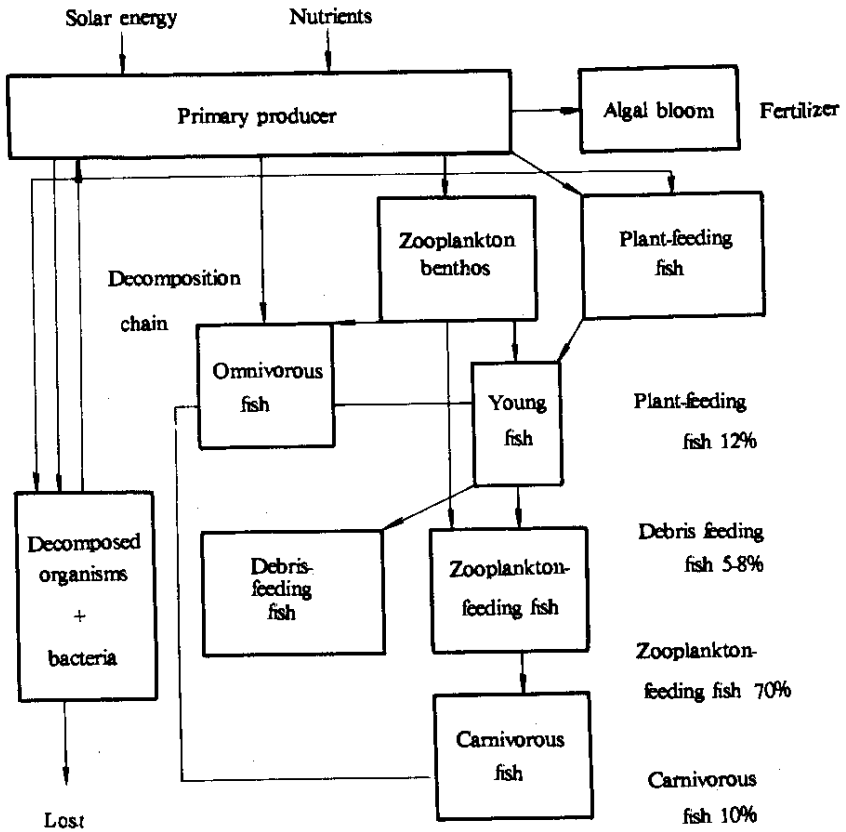 Solar energy
Nutrients
Primary producer
Algal bloom
Fertilizer
Zooplankton
benthos
Plant-feeding
fish
Decomposition
chain
Omnivorous
fish
Young
fish
Plant-feeding
fish 12%
Decomposed
organisms
+
bacteria
Debris-
feeding
fish
Zooplankton-
feeding fish
Debris feeding
fish 5-8%
Zooplankton-
feeding fish 70%
Carnivorous
fish
Carnivorous
fish 10%
Lost